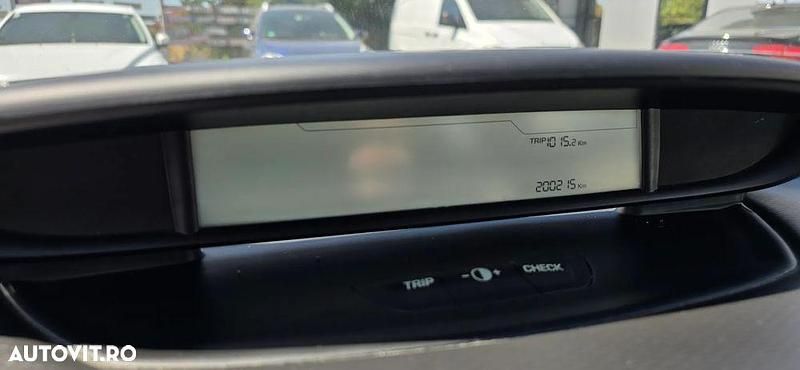 TRIP 1015.2 Km
200215 Km
TRIP - + CHECK
AUTOVIT.RO